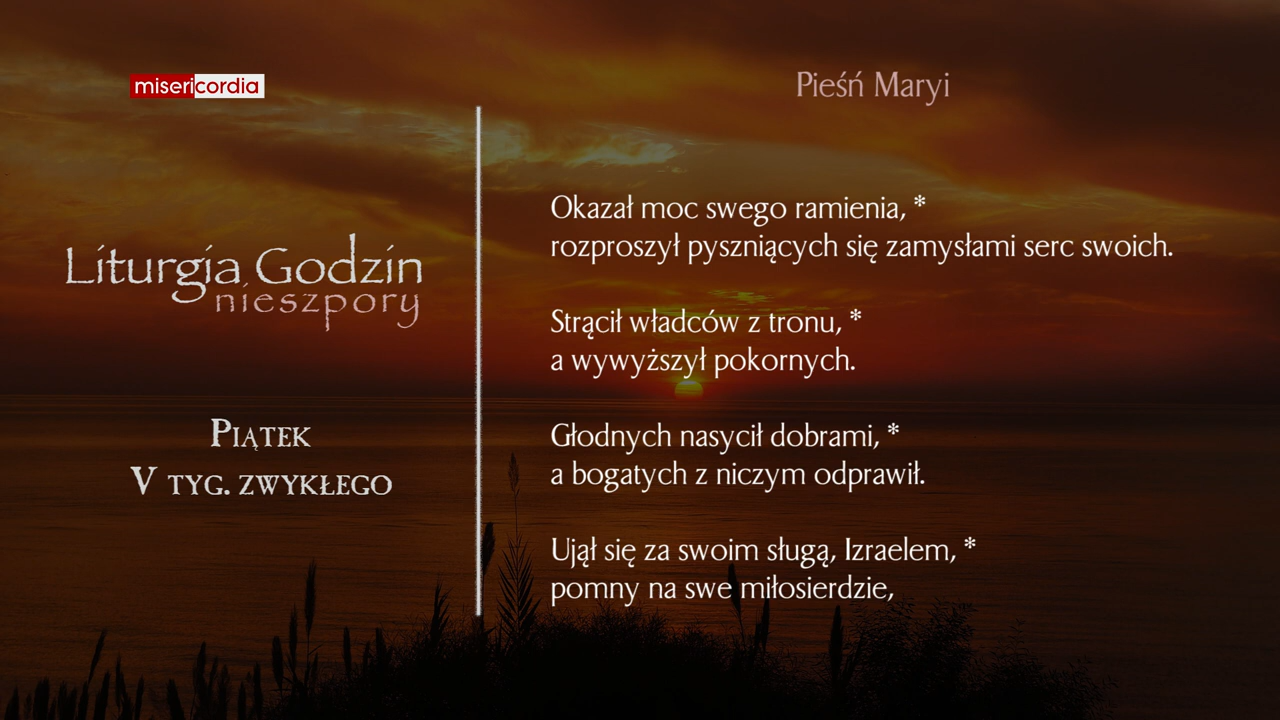 misericordia
Liturgia Godzin
nieszpory
Piątek
V tyg. zwykłego
Pieśń Maryi
Okazał moc swego ramienia, *
rozproszył pyszniących się zamysłami serc swoich.
Strącił władców z tronu, *
a wywyższył pokornych.
Głodnych nasycił dobrami, *
a bogatych z niczym odprawił.
Ujął się za swoim sługą, Izraelem, *
pomny na swe miłosierdzie,